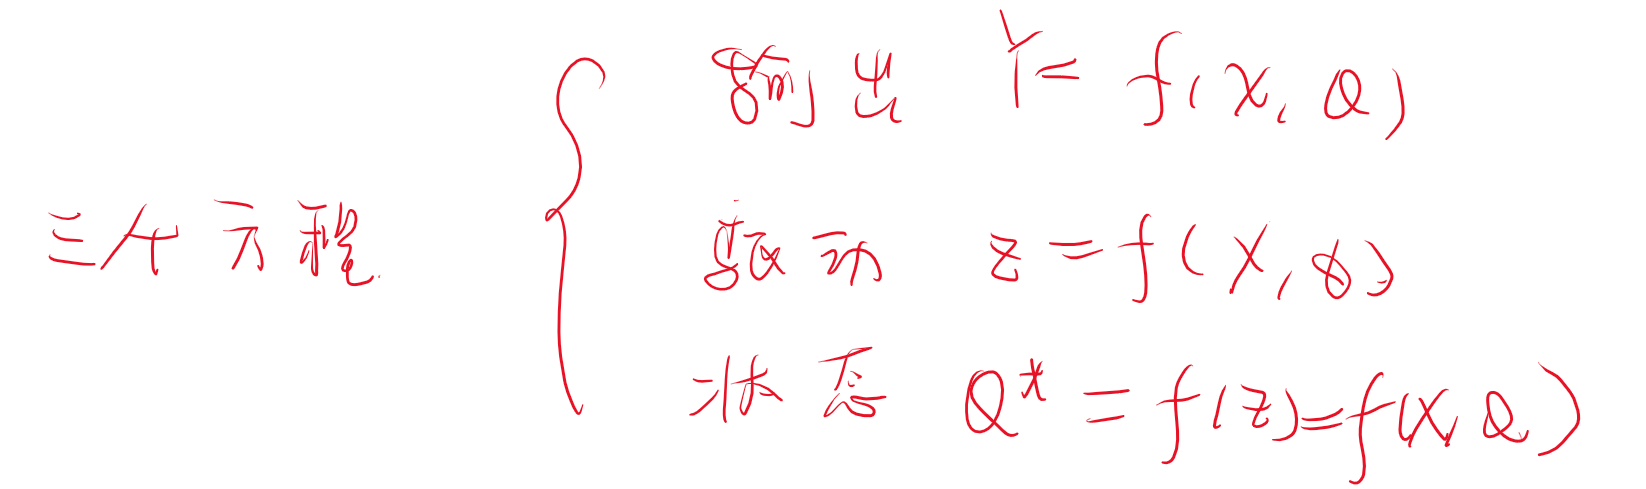 输出 Y = f(X, Q)
三个方程
驱动 Z = f(X, Q)
状态 Q* = f(Z) = f(X, Q)